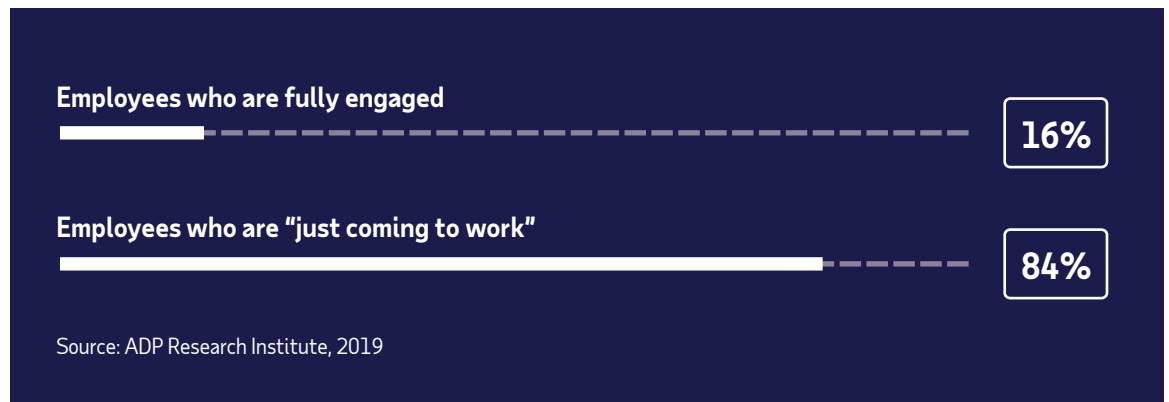 Employees who are fully engaged
16%
Employees who are “just coming to work”
84%
Source: ADP Research Institute, 2019